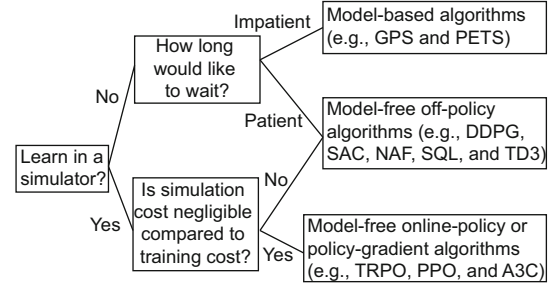 Impatient
Model-based algorithms
(e.g., GPS and PETS)
How long
would like
to wait?
No
Patient
Model-free off-policy
algorithms (e.g., DDPG,
SAC, NAF, SQL, and TD3)
Learn in a
simulator?
No
Is simulation
cost negligible
compared to
training cost?
Yes
Yes
Model-free online-policy or
policy-gradient algorithms
(e.g., TRPO, PPO, and A3C)